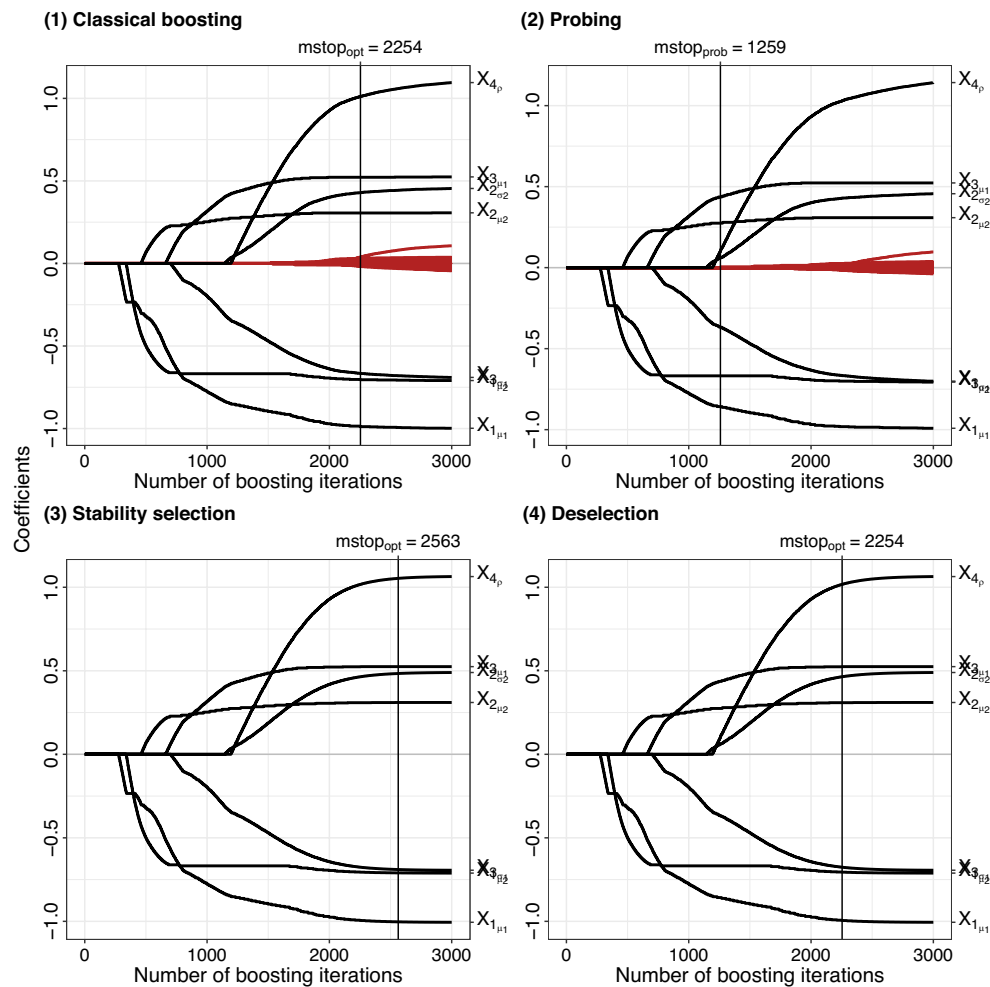 (1) Classical boosting
(2) Probing
mstop_opt = 2254
mstop_prob = 1259
1.0
0.5
0.0
−0.5
−1.0
X_4ρ
X_3μ1
X_2σ2
X_2μ2
X_1μ1
0
1000
2000
3000
Number of boosting iterations
1.0
0.5
0.0
−0.5
−1.0
X_4ρ
X_3μ1
X_2σ2
X_2μ2
X_1μ1
0
1000
2000
3000
Number of boosting iterations
Coefficients
(3) Stability selection
(4) Deselection
mstop_opt = 2563
mstop_opt = 2254
1.0
0.5
0.0
−0.5
−1.0
X_4ρ
X_3μ1
X_2σ2
X_2μ2
X_1μ1
0
1000
2000
3000
Number of boosting iterations
1.0
0.5
0.0
−0.5
−1.0
X_4ρ
X_3μ1
X_2σ2
X_2μ2
X_1μ1
0
1000
2000
3000
Number of boosting iterations